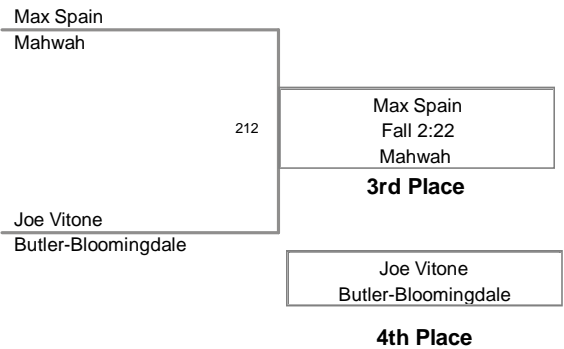 Max Spain
Mahwah
212
Max Spain
Fall 2:22
Mahwah
3rd Place
Joe Vitone
Butler-Bloomingdale
Joe Vitone
Butler-Bloomingdale
4th Place